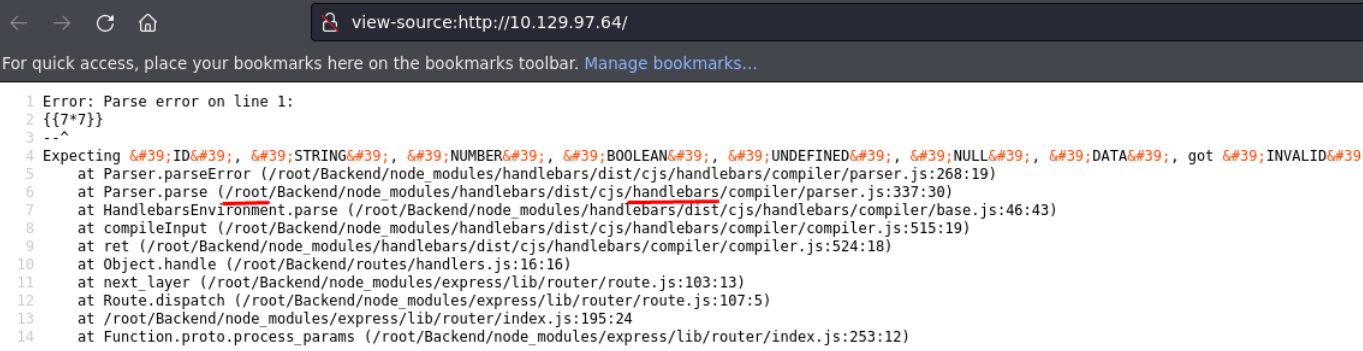 view-source:http://10.129.97.64/
For quick access, place your bookmarks here on the bookmarks toolbar. Manage bookmarks...
1 Error: Parse error on line 1:
2 {{7*7}}
3 --^
4 Expecting &#39;ID&#39;, &#39;STRING&#39;, &#39;NUMBER&#39;, &#39;BOOLEAN&#39;, &#39;UNDEFINED&#39;, &#39;NULL&#39;, &#39;DATA&#39;, got &#39;INVALID&#39
5 at Parser.parseError (/root/Backend/node_modules/handlebars/dist/cjs/handlebars/compiler/parser.js:268:19)
6 at Parser.parse (/root/Backend/node_modules/handlebars/dist/cjs/handlebars/compiler/parser.js:337:30)
7 at HandlebarsEnvironment.parse (/root/Backend/node_modules/handlebars/dist/cjs/handlebars/compiler/base.js:46:43)
8 at compileInput (/root/Backend/node_modules/handlebars/dist/cjs/handlebars/compiler/compiler.js:515:19)
9 at ret (/root/Backend/node_modules/handlebars/dist/cjs/handlebars/compiler/compiler.js:524:18)
10 at Object.handle (/root/Backend/routes/handlers.js:16:16)
11 at next_layer (/root/Backend/node_modules/express/lib/router/route.js:103:13)
12 at Route.dispatch (/root/Backend/node_modules/express/lib/router/route.js:107:5)
13 at /root/Backend/node_modules/express/lib/router/index.js:195:24
14 at Function.proto.process_params (/root/Backend/node_modules/express/lib/router/index.js:253:12)